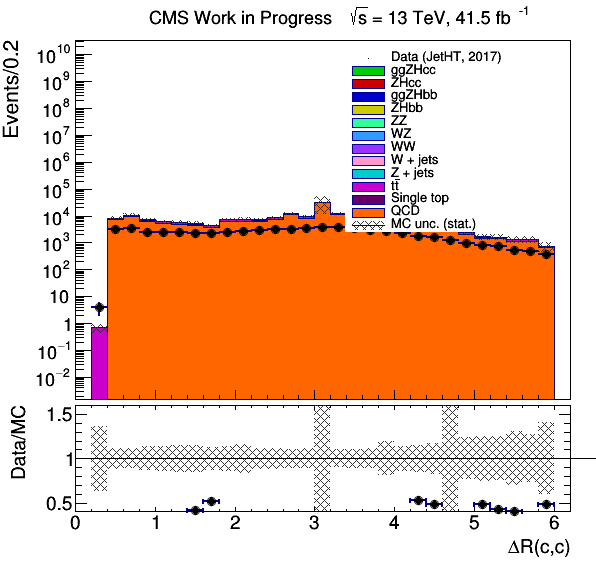 CMS Work in Progress √s = 13 TeV, 41.5 fb⁻¹
Events/0.2
10¹⁰
10⁹
10⁸
10⁷
10⁶
10⁵
10⁴
10³
10²
10
1
10⁻¹
10⁻²
Data (JetHT, 2017)
ggZHcc
ZHcc
ggZHbb
ZHbb
ZZ
WZ
WW
W + jets
Z + jets
tt̄
Single top
QCD
MC unc. (stat.)
Data/MC
1.5
1
0.5
0 1 2 3 4 5 6
ΔR(c,c)